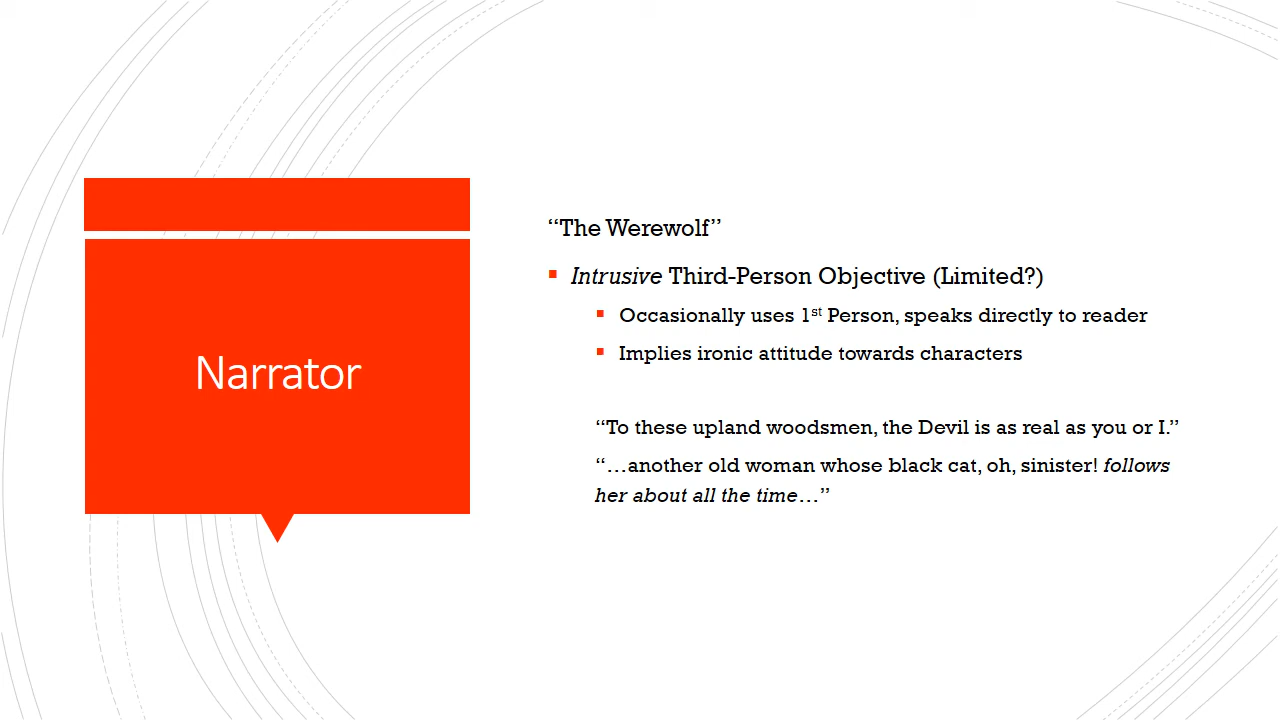 Narrator
“The Werewolf”
Intrusive Third-Person Objective (Limited?)
Occasionally uses 1st Person, speaks directly to reader
Implies ironic attitude towards characters
“To these upland woodsmen, the Devil is as real as you or I.”
“…another old woman whose black cat, oh, sinister! follows
her about all the time…”